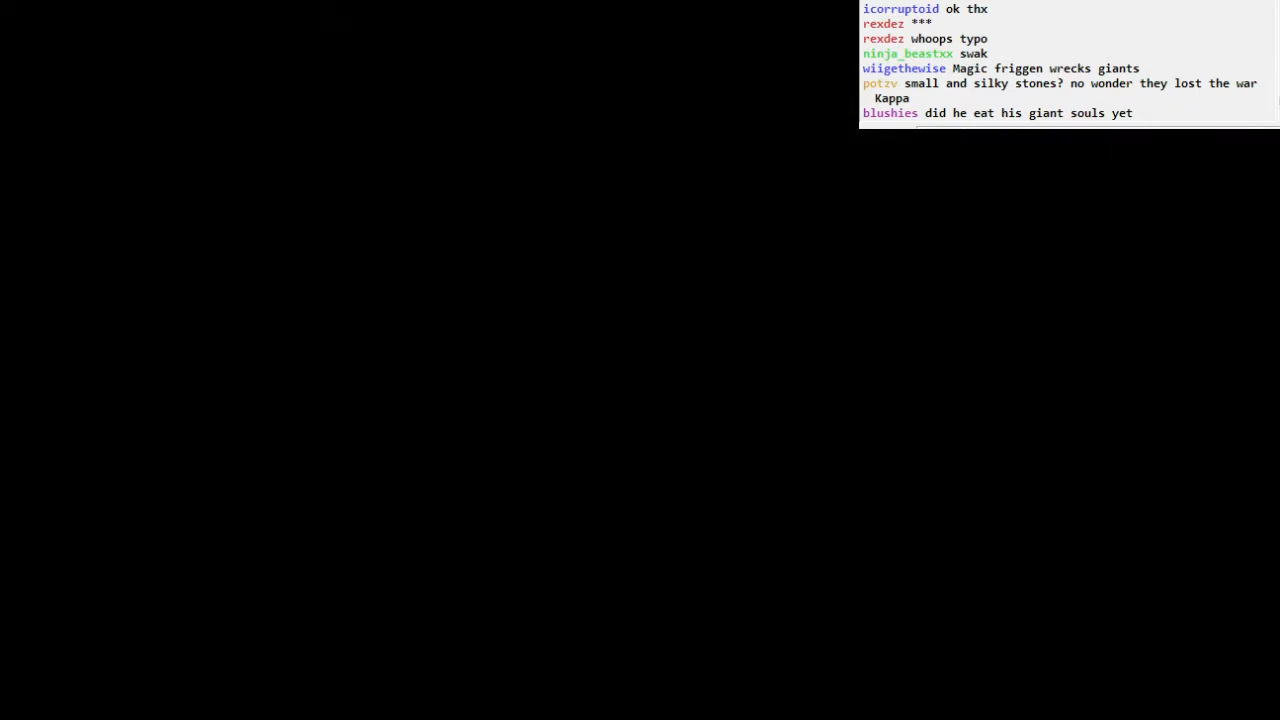 icorruptoid ok thx
rexdez ***
rexdez whoops typo
ninja_beastxx swak
wiigethewise Magic friggen wrecks giants
potzv small and silky stones? no wonder they lost the war
Kappa
blushies did he eat his giant souls yet